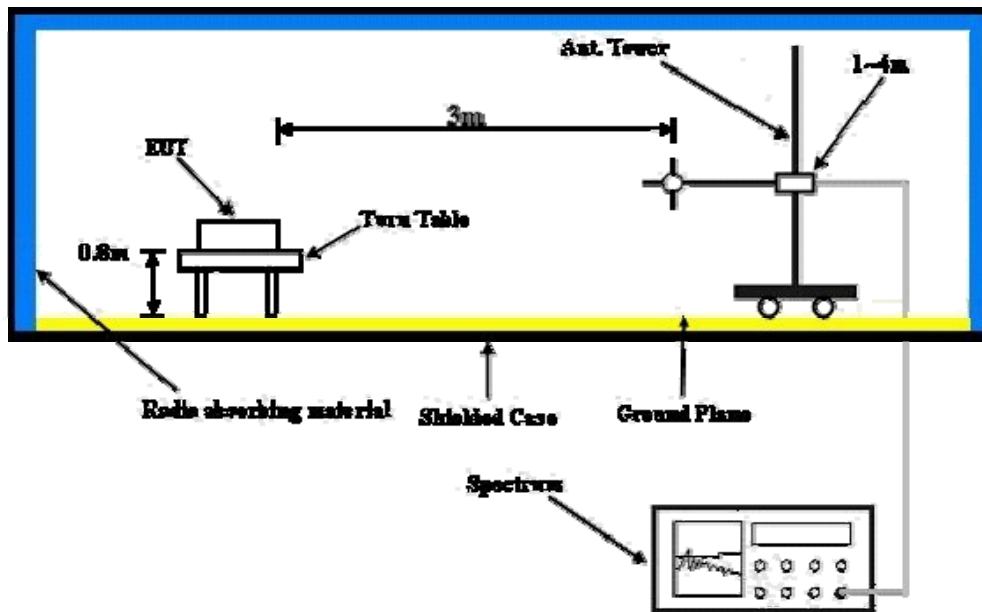 Ant. Tower
1~4m
3m
EUT
Turn Table
0.8m
Radio absorbing material
Shielded Case
Ground Plane
Spectrum